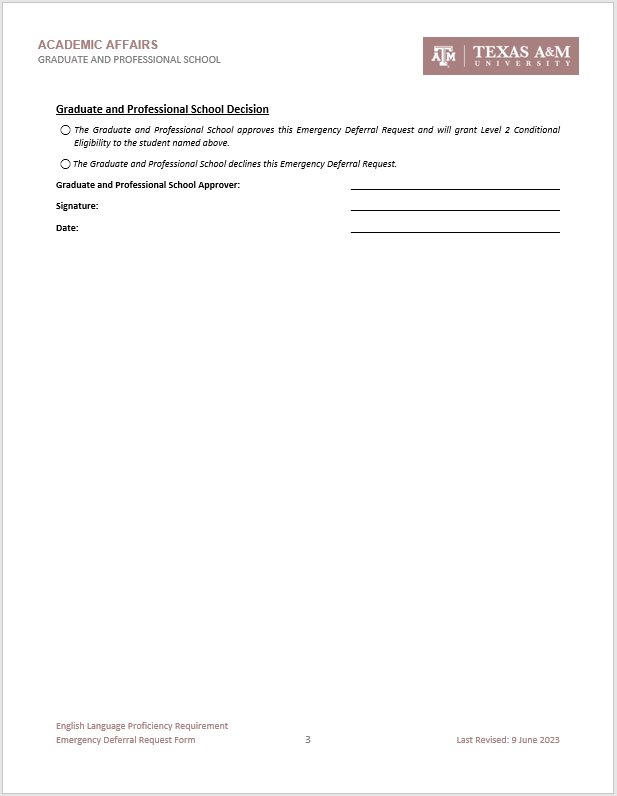 ACADEMIC AFFAIRS
GRADUATE AND PROFESSIONAL SCHOOL
ATM
TEXAS A&M
UNIVERSITY
Graduate and Professional School Decision
The Graduate and Professional School approves this Emergency Deferral Request and will grant Level 2 Conditional
Eligibility to the student named above.
The Graduate and Professional School declines this Emergency Deferral Request.
Graduate and Professional School Approver:
Signature:
Date:
English Language Proficiency Requirement
Emergency Deferral Request Form
3
Last Revised: 9 June 2023